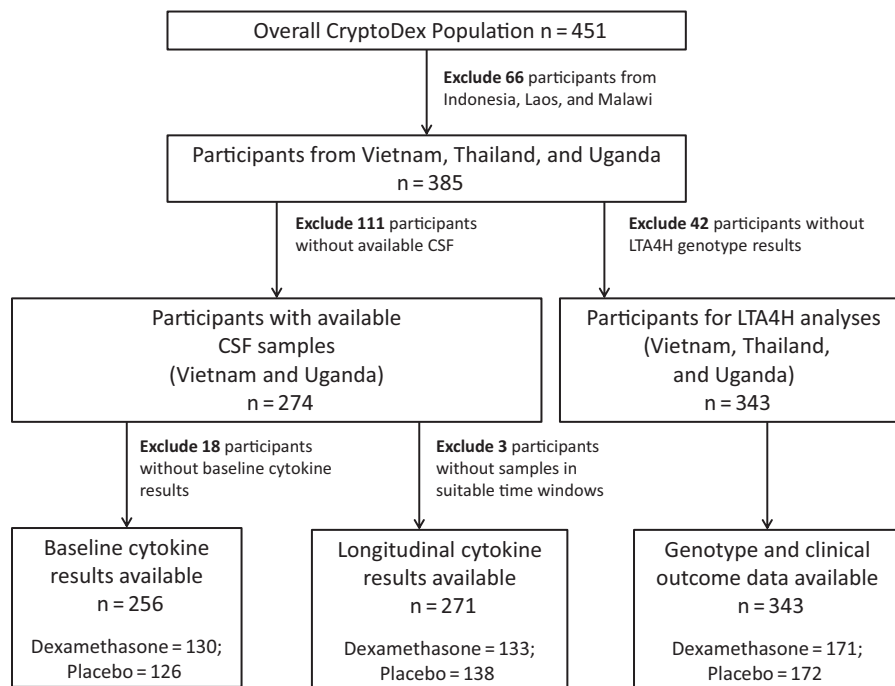 Overall CryptoDex Population n = 451
Exclude 66 participants from
Indonesia, Laos, and Malawi
Participants from Vietnam, Thailand, and Uganda
n = 385
Exclude 111 participants
without available CSF
Exclude 42 participants without
LTA4H genotype results
Participants with available
CSF samples
(Vietnam and Uganda)
n = 274
Participants for LTA4H analyses
(Vietnam, Thailand,
and Uganda)
n = 343
Exclude 18 participants
without baseline cytokine
results
Exclude 3 participants
without samples in
suitable time windows
Baseline cytokine
results available
n = 256
Dexamethasone = 130;
Placebo = 126
Longitudinal cytokine
results available
n = 271
Dexamethasone = 133;
Placebo = 138
Genotype and clinical
outcome data available
n = 343
Dexamethasone = 171;
Placebo = 172